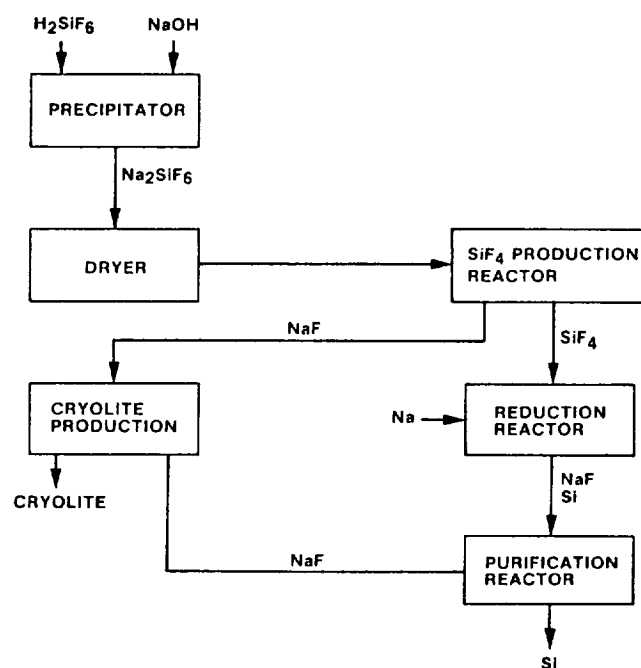 H₂SiF₆
NaOH
PRECIPITATOR
Na₂SiF₆
DRYER
SiF₄ PRODUCTION
REACTOR
NaF
SiF₄
CRYOLITE
PRODUCTION
Na
REDUCTION
REACTOR
CRYOLITE
NaF
Si
NaF
PURIFICATION
REACTOR
Si